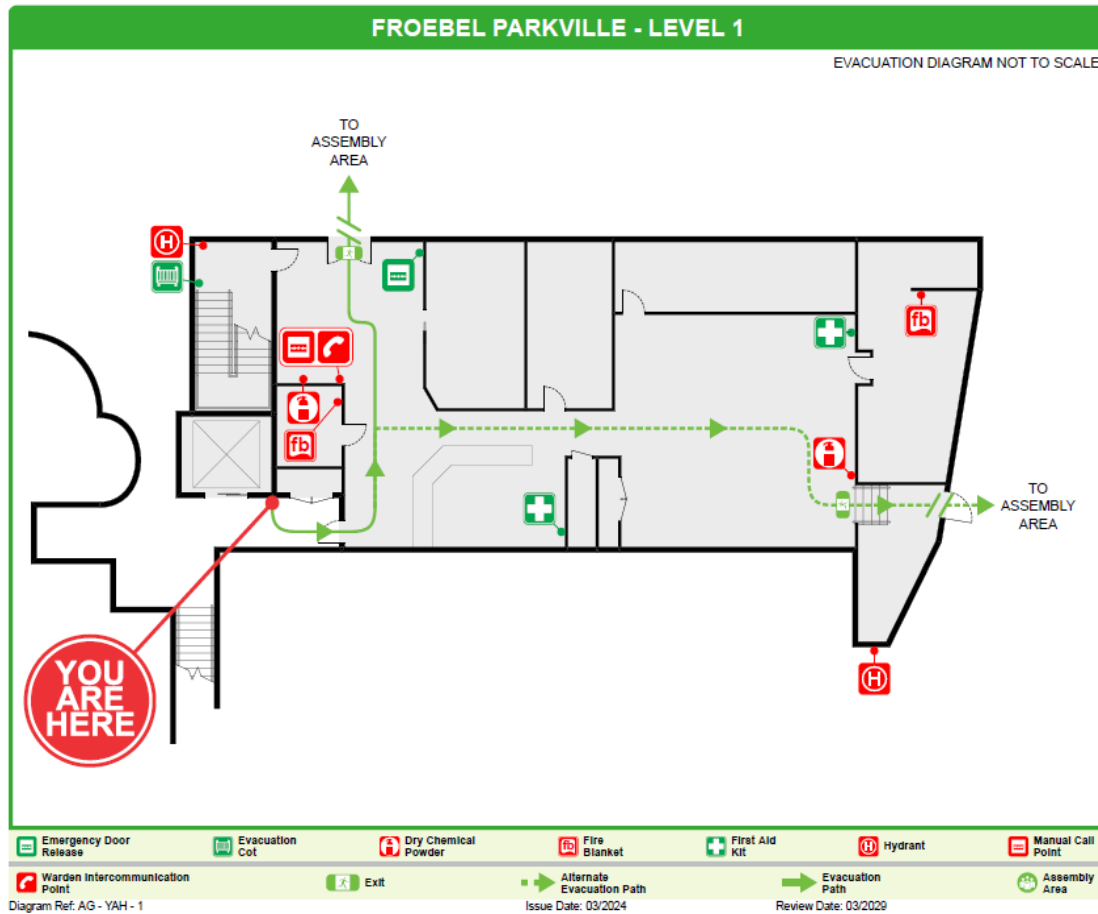 FROEBEL PARKVILLE - LEVEL 1
EVACUATION DIAGRAM NOT TO SCALE
TO
ASSEMBLY
AREA
H
fb
fb
TO
ASSEMBLY
AREA
YOU
ARE
HERE
H
Emergency Door
Release
Evacuation
Cot
Dry Chemical
Powder
fb
Fire
Blanket
First Aid
Kit
H
Hydrant
Manual Call
Point
Warden Intercommunication
Point
Exit
Alternate
Evacuation Path
Evacuation
Path
Assembly
Area
Diagram Ref: AG - YAH - 1
Issue Date: 03/2024
Review Date: 03/2029